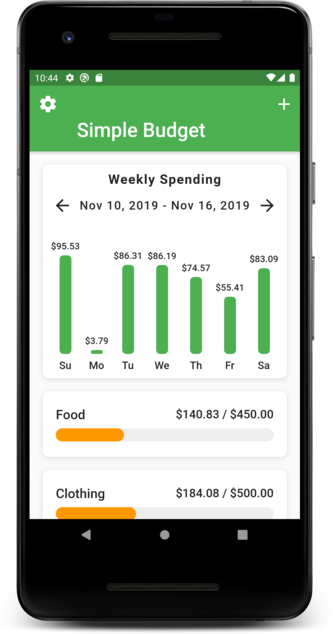 10:44
Simple Budget
Weekly Spending
Nov 10, 2019 - Nov 16, 2019
$95.53 $3.79 $86.31 $86.19 $74.57 $55.41 $83.09
Su Mo Tu We Th Fr Sa
Food $140.83 / $450.00
Clothing $184.08 / $500.00